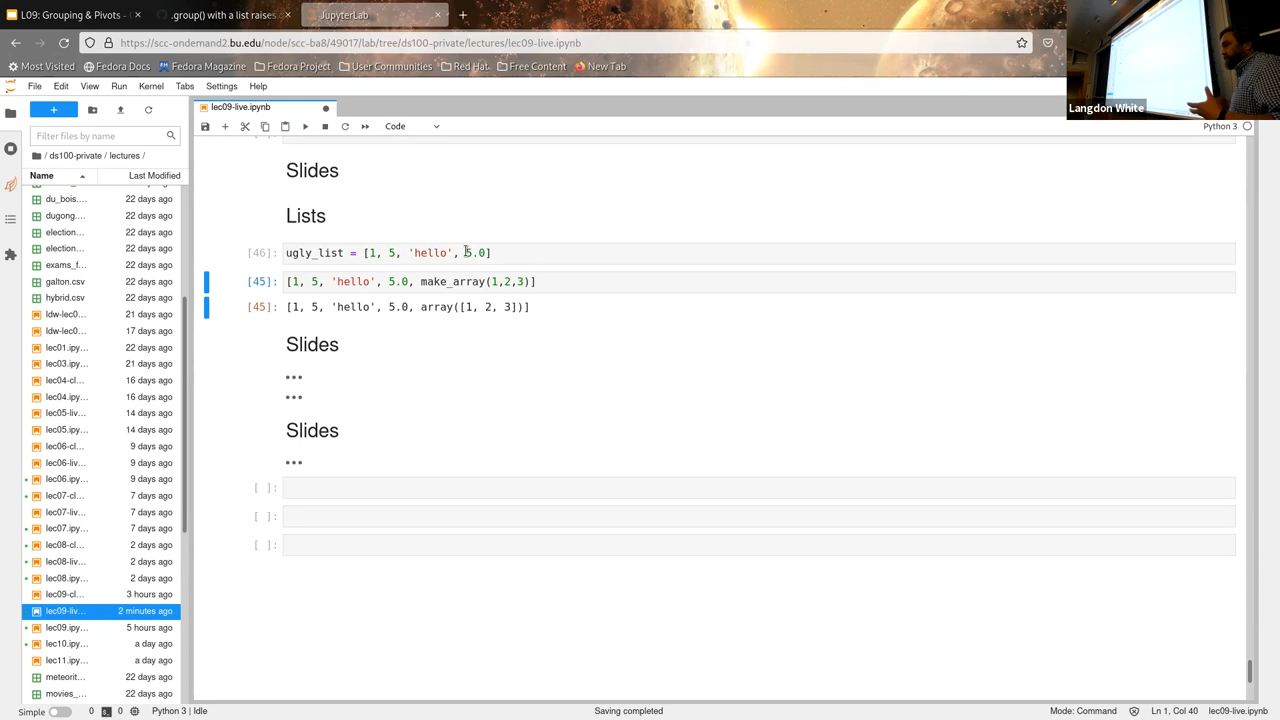 L09: Grouping & Pivots -
.group() with a list raises
JupyterLab
https://scc-ondemand2.bu.edu/node/scc-ba8/49017/lab/tree/ds100-private/lectures/lec09-live.ipynb
Most Visited
Fedora Docs
Fedora Magazine
Fedora Project
User Communities
Red Hat
Free Content
New Tab
Langdon White
File Edit View Run Kernel Tabs Settings Help
lec09-live.ipynb
Filter files by name
Code
Python 3
/ ds100-private / lectures /
Name Last Modified
du_bois.… 22 days ago
dugong.… 22 days ago
election… 22 days ago
election… 22 days ago
exams_f… 22 days ago
galton.csv 22 days ago
hybrid.csv 22 days ago
ldw-lec0… 21 days ago
ldw-lec0… 17 days ago
lec01.ipy… 22 days ago
lec03.ipy… 21 days ago
lec04-cl… 16 days ago
lec04.ipy… 16 days ago
lec05-liv… 14 days ago
lec05.ipy… 14 days ago
lec06-cl… 9 days ago
lec06-liv… 9 days ago
lec06.ipy… 9 days ago
lec07-cl… 7 days ago
lec07-liv… 7 days ago
lec07.ipy… 7 days ago
lec08-cl… 2 days ago
lec08-liv… 2 days ago
lec08.ipy… 2 days ago
lec09-cl… 3 hours ago
lec09-liv… 2 minutes ago
lec09.ipy… 5 hours ago
lec10.ipy… a day ago
lec11.ipy… a day ago
meteorit… 22 days ago
movies_… 22 days ago
Slides
Lists
[46]: ugly_list = [1, 5, 'hello', 5.0]
[45]: [1, 5, 'hello', 5.0, make_array(1,2,3)]
[45]: [1, 5, 'hello', 5.0, array([1, 2, 3])]
Slides
•••
•••
Slides
•••
[ ]:
[ ]:
[ ]:
Simple 0 $_ 0 Python 3 | Idle Saving completed Mode: Command Ln 1, Col 40 lec09-live.ipynb